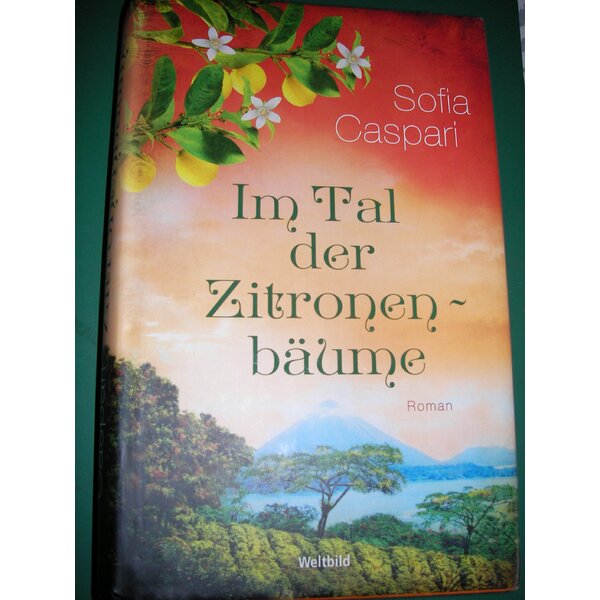 Sofia
Caspari
Im Tal
der
Zitronen~
bäume
Roman
Weltbild